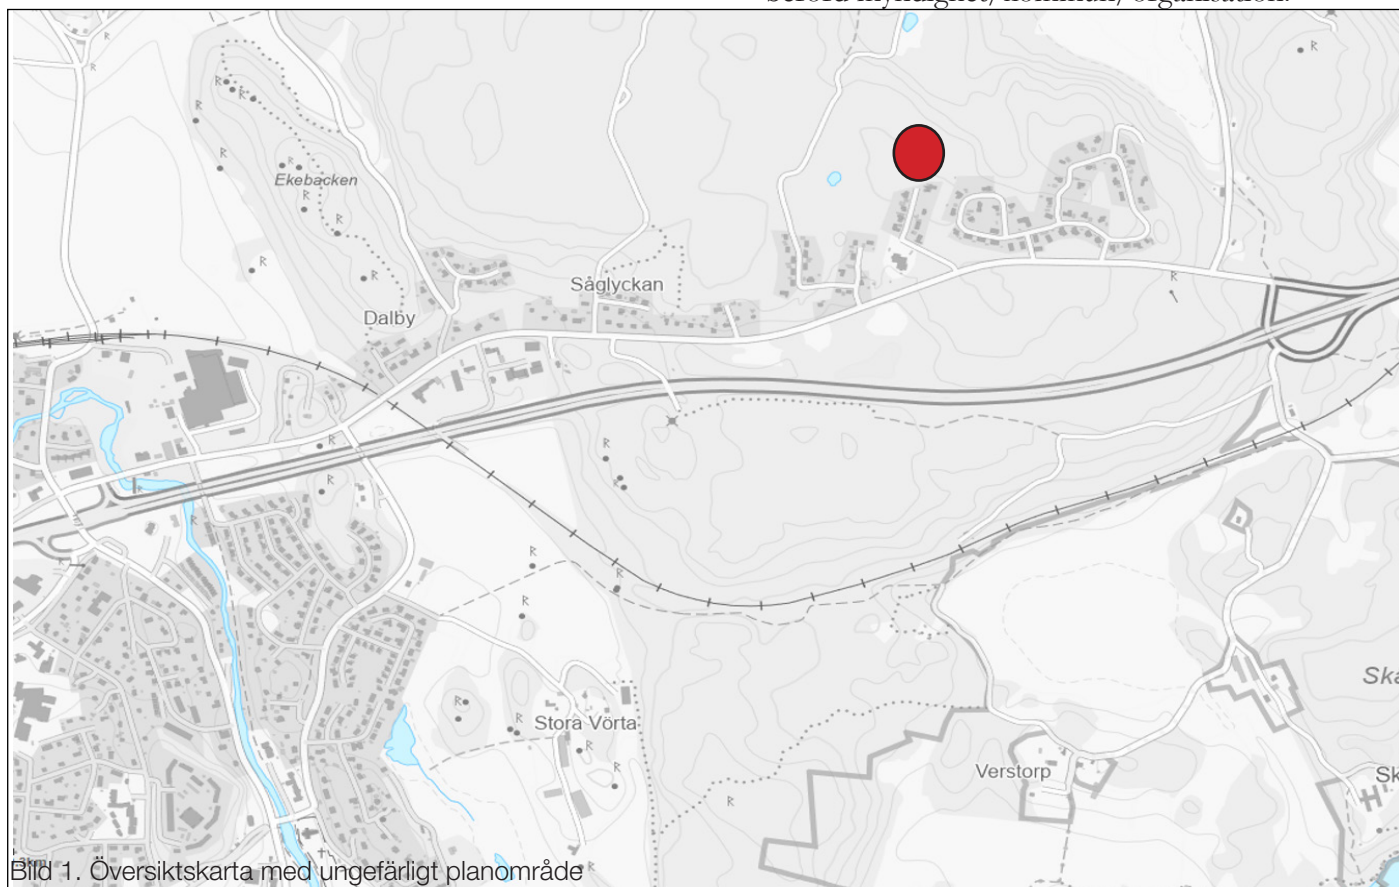 Ekebacken
Såglyckan
Dalby
Stora Vörta
Verstorp
Bild 1. Översiktskarta med ungefärligt planområde